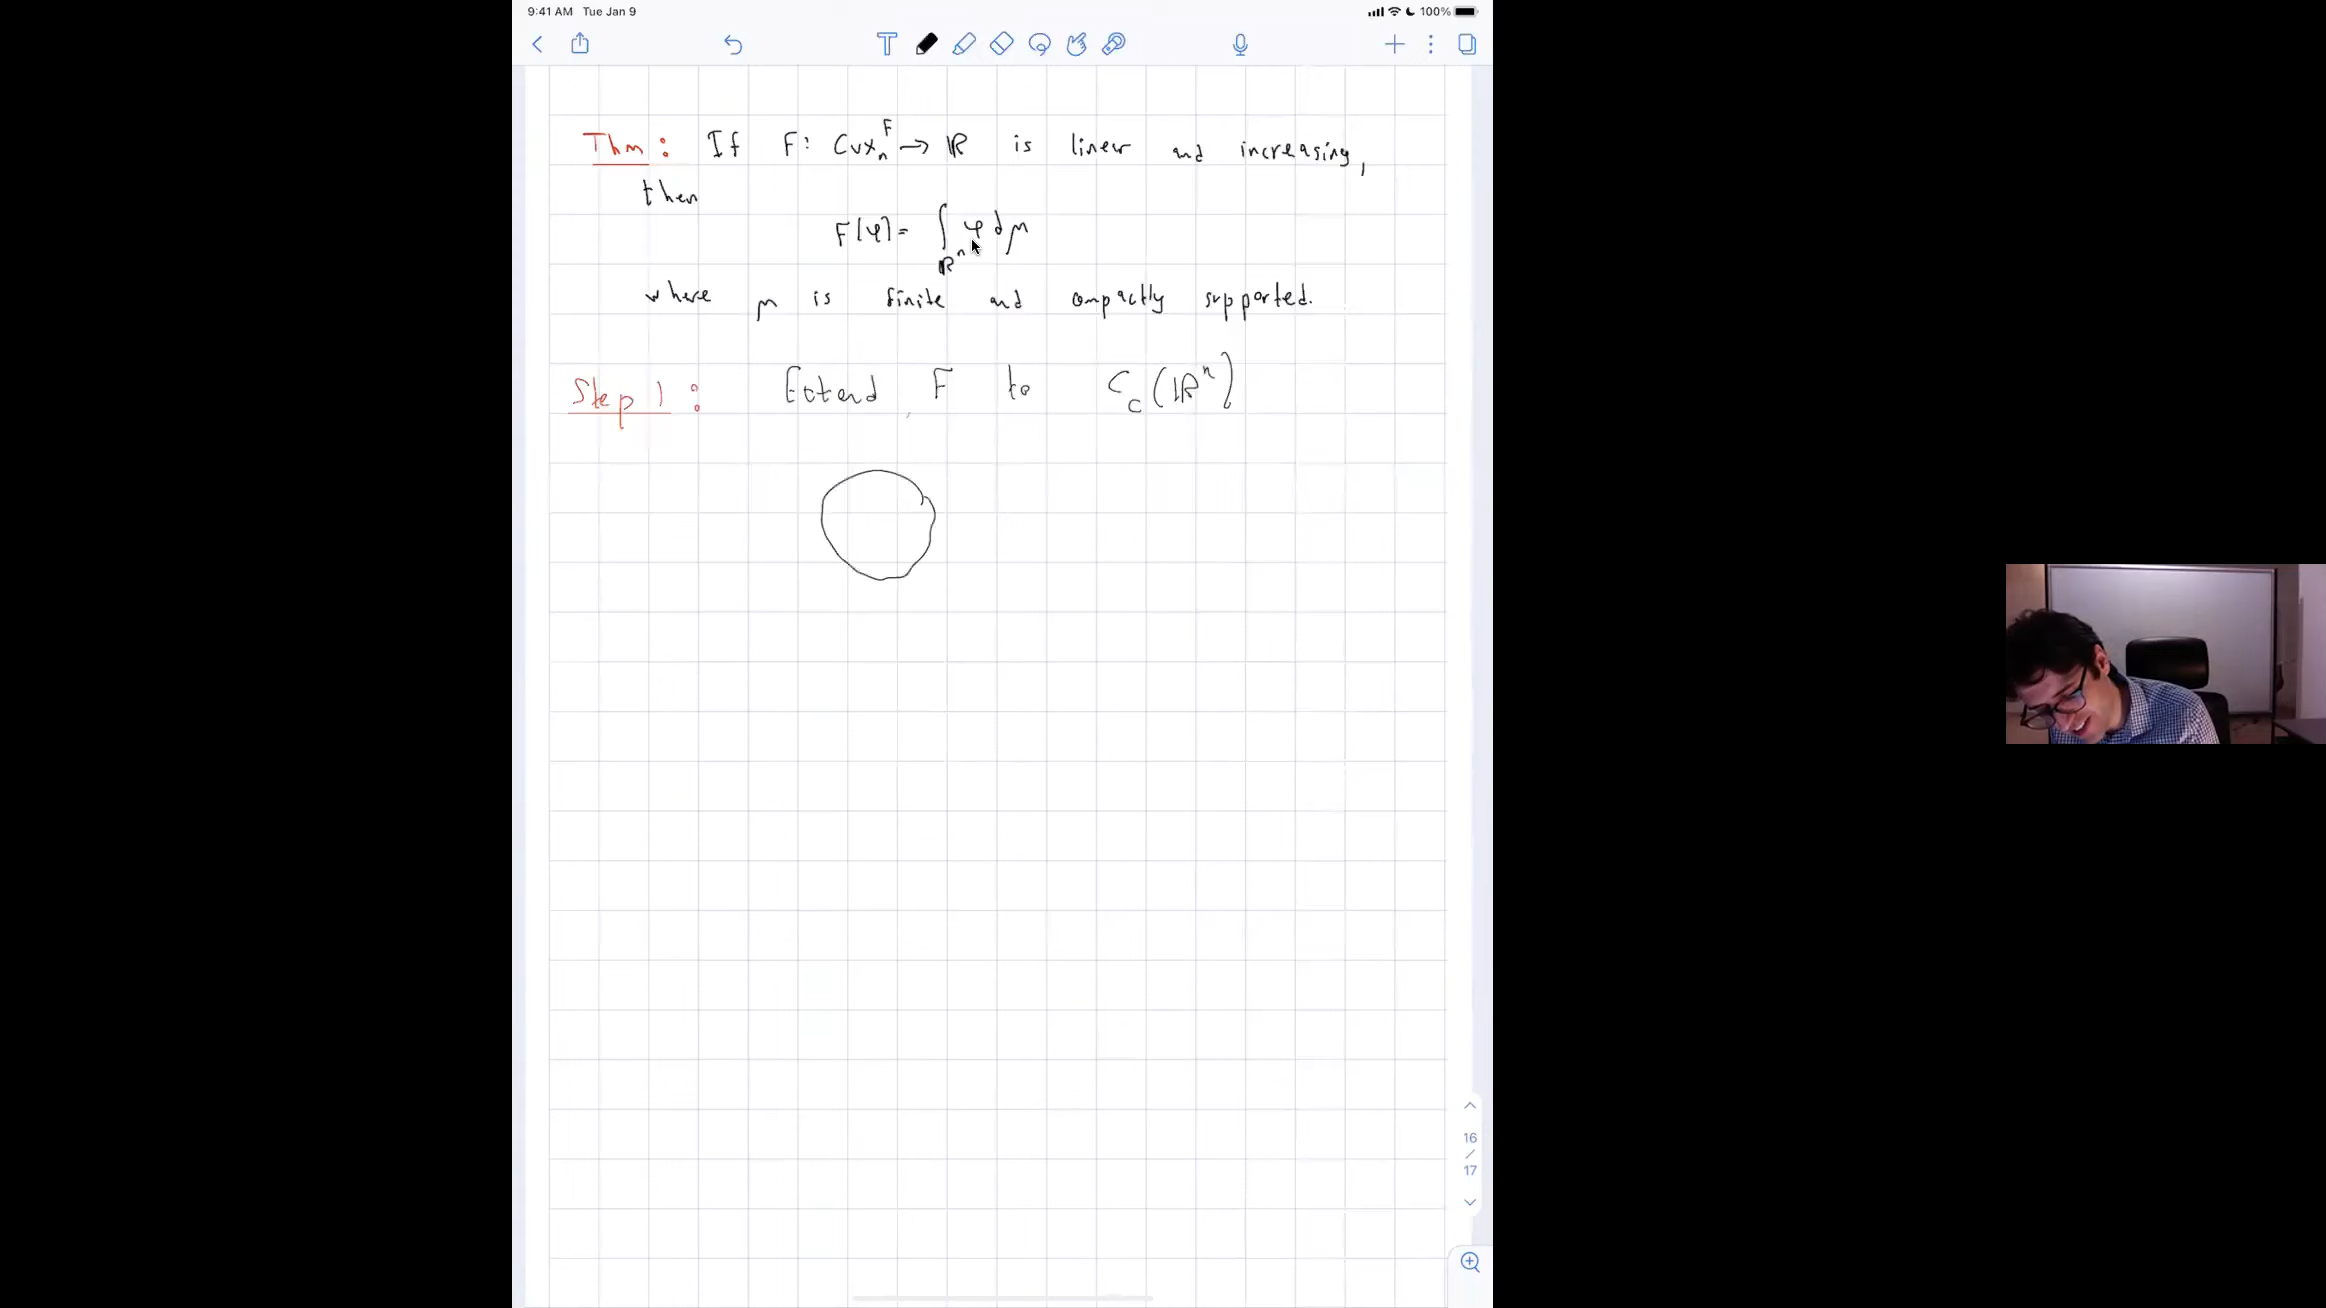 9:41 AM Tue Jan 9 100%
Thm: If F: Cvx_n^F → ℝ is linear and increasing,
then
F(φ) = ∫_{ℝ^n} φ dμ
where μ is finite and compactly supported.
Step 1: Extend F to C_c(ℝ^n)
16
/
17